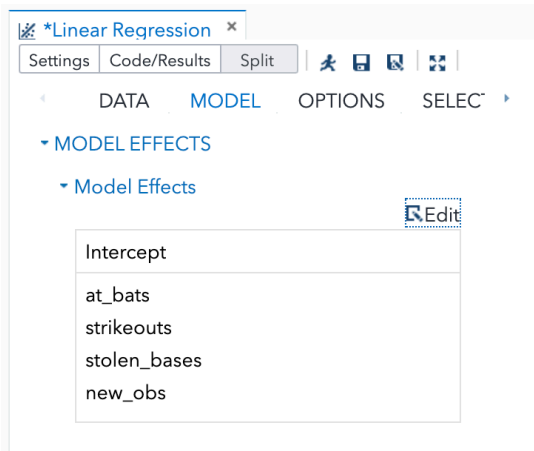 *Linear Regression ×
Settings Code/Results Split
DATA MODEL OPTIONS
MODEL EFFECTS
Model Effects
Edit
Intercept
at_bats
strikeouts
stolen_bases
new_obs